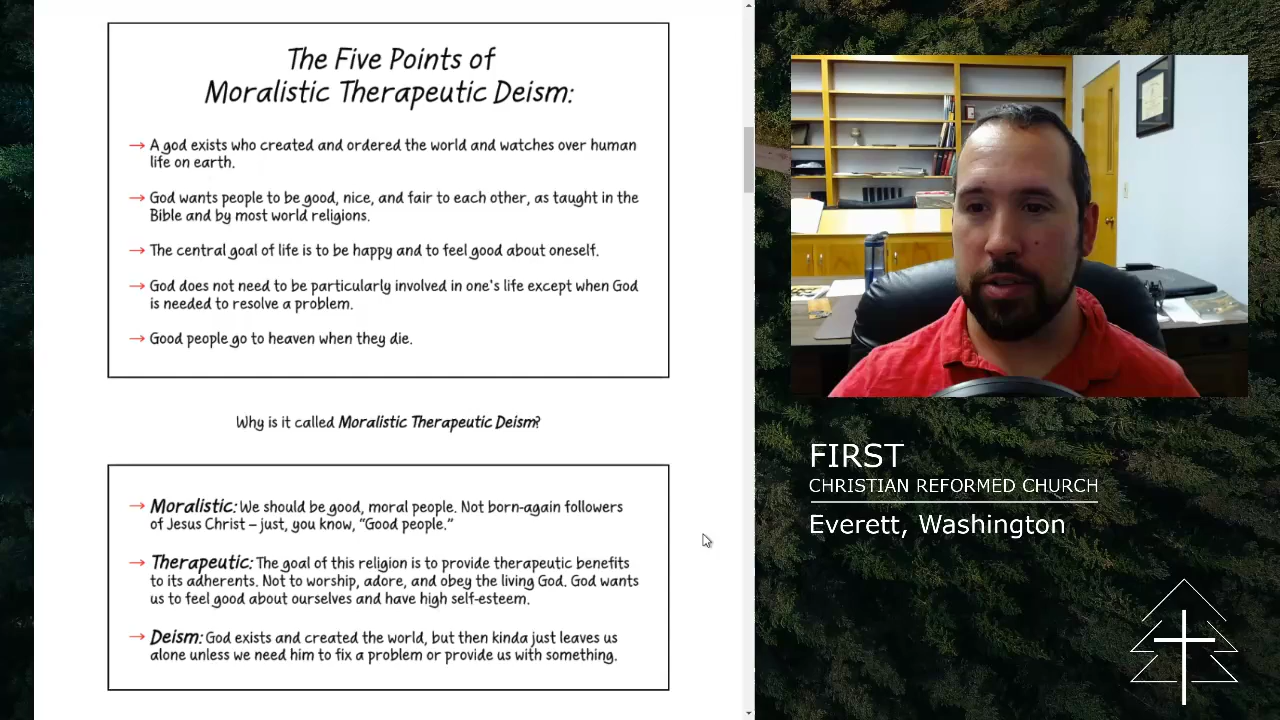 The Five Points of
Moralistic Therapeutic Deism:
→ A god exists who created and ordered the world and watches over human
life on earth.
→ God wants people to be good, nice, and fair to each other, as taught in the
Bible and by most world religions.
→ The central goal of life is to be happy and to feel good about oneself.
→ God does not need to be particularly involved in one's life except when God
is needed to resolve a problem.
→ Good people go to heaven when they die.
Why is it called Moralistic Therapeutic Deism?
→ Moralistic: We should be good, moral people. Not born-again followers
of Jesus Christ – just, you know, “Good people.”
→ Therapeutic: The goal of this religion is to provide therapeutic benefits
to its adherents. Not to worship, adore, and obey the living God. God wants
us to feel good about ourselves and have high self-esteem.
→ Deism: God exists and created the world, but then kinda just leaves us
alone unless we need him to fix a problem or provide us with something.
FIRST
CHRISTIAN REFORMED CHURCH
Everett, Washington